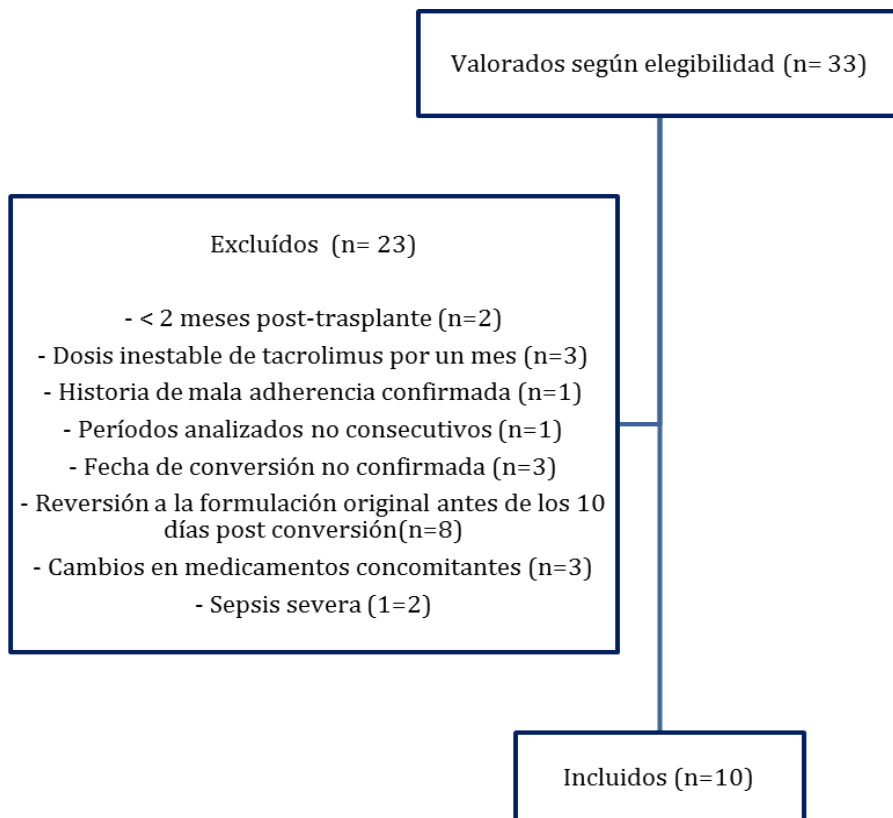 Valorados según elegibilidad (n= 33)
Excluídos (n= 23)
- < 2 meses post-trasplante (n=2)
- Dosis inestable de tacrolimus por un mes (n=3)
- Historia de mala adherencia confirmada (n=1)
- Períodos analizados no consecutivos (n=1)
- Fecha de conversión no confirmada (n=3)
- Reversión a la formulación original antes de los 10
días post conversión(n=8)
- Cambios en medicamentos concomitantes (n=3)
- Sepsis severa (1=2)
Incluidos (n=10)